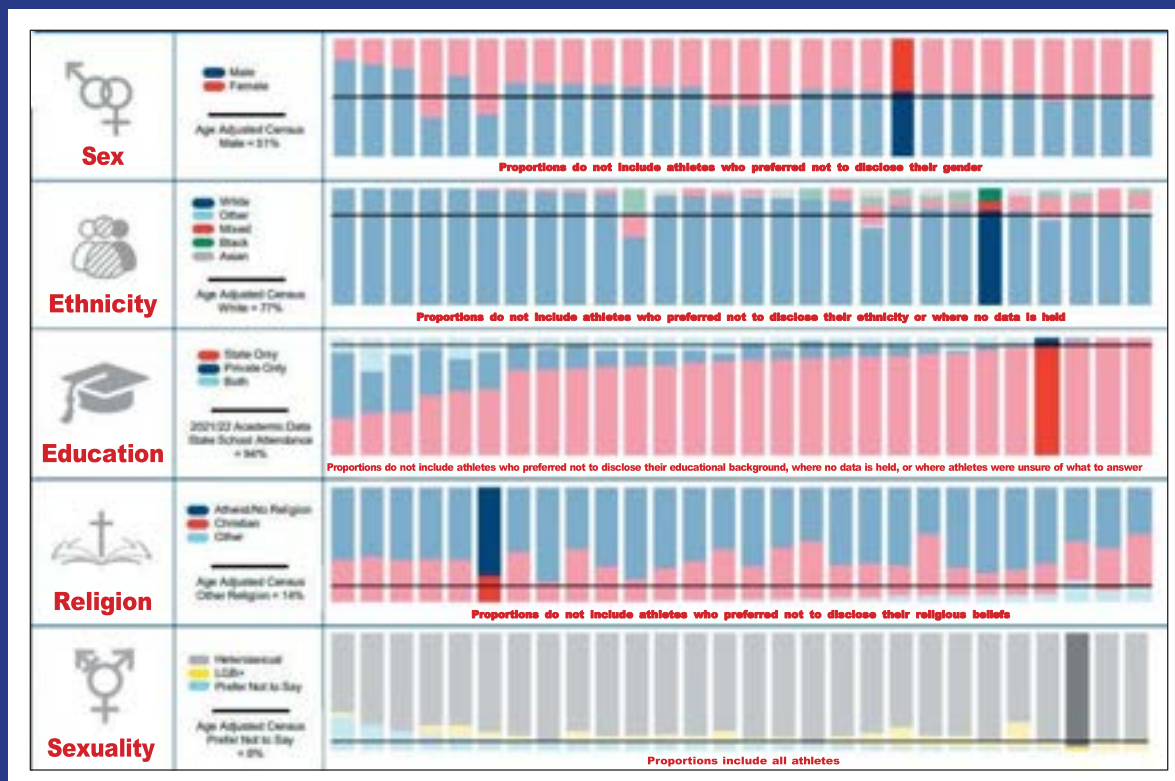 Sex
Male
Female
Age Adjusted Census
Male = 51%
Proportions do not include athletes who preferred not to disclose their gender
Ethnicity
White
Other
Mixed
Black
Asian
Age Adjusted Census
White = 77%
Proportions do not include athletes who preferred not to disclose their ethnicity or where no data is held
Education
State Only
Private Only
Both
2021/22 Academic Data
State School Attendance
= 94%
Proportions do not include athletes who preferred not to disclose their educational background, where no data is held, or where athletes were unsure of what to answer
Religion
Atheist/No Religion
Christian
Other
Age Adjusted Census
Other Religion = 14%
Proportions do not include athletes who preferred not to disclose their religious beliefs
Sexuality
Heterosexual
LGB+
Prefer Not to Say
Age Adjusted Census
Prefer Not to Say
Proportions include all athletes